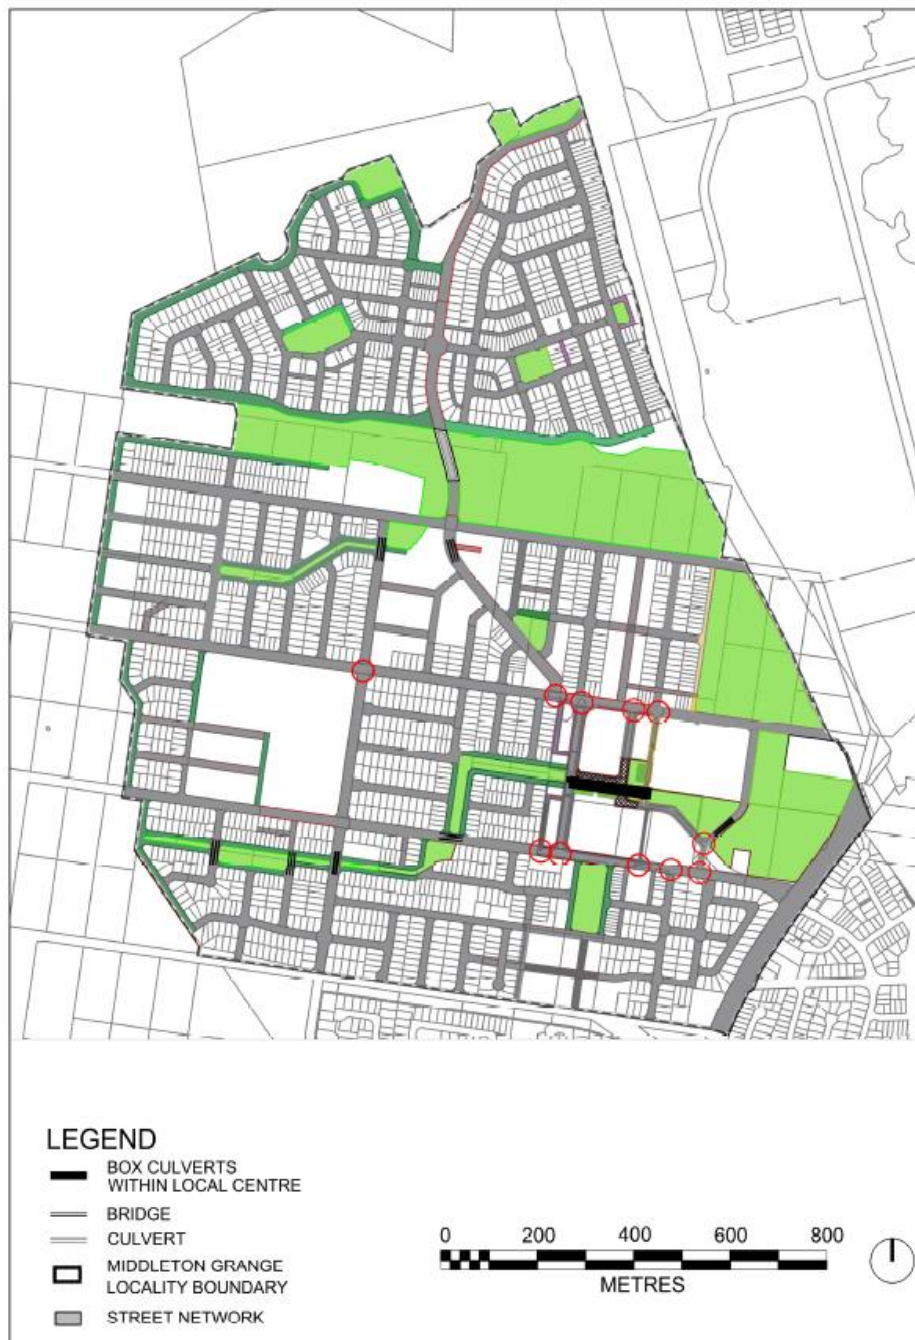 LEGEND
BOX CULVERTS
WITHIN LOCAL CENTRE
BRIDGE
CULVERT
MIDDLETON GRANGE
LOCALITY BOUNDARY
STREET NETWORK
0 200 400 600 800
METRES